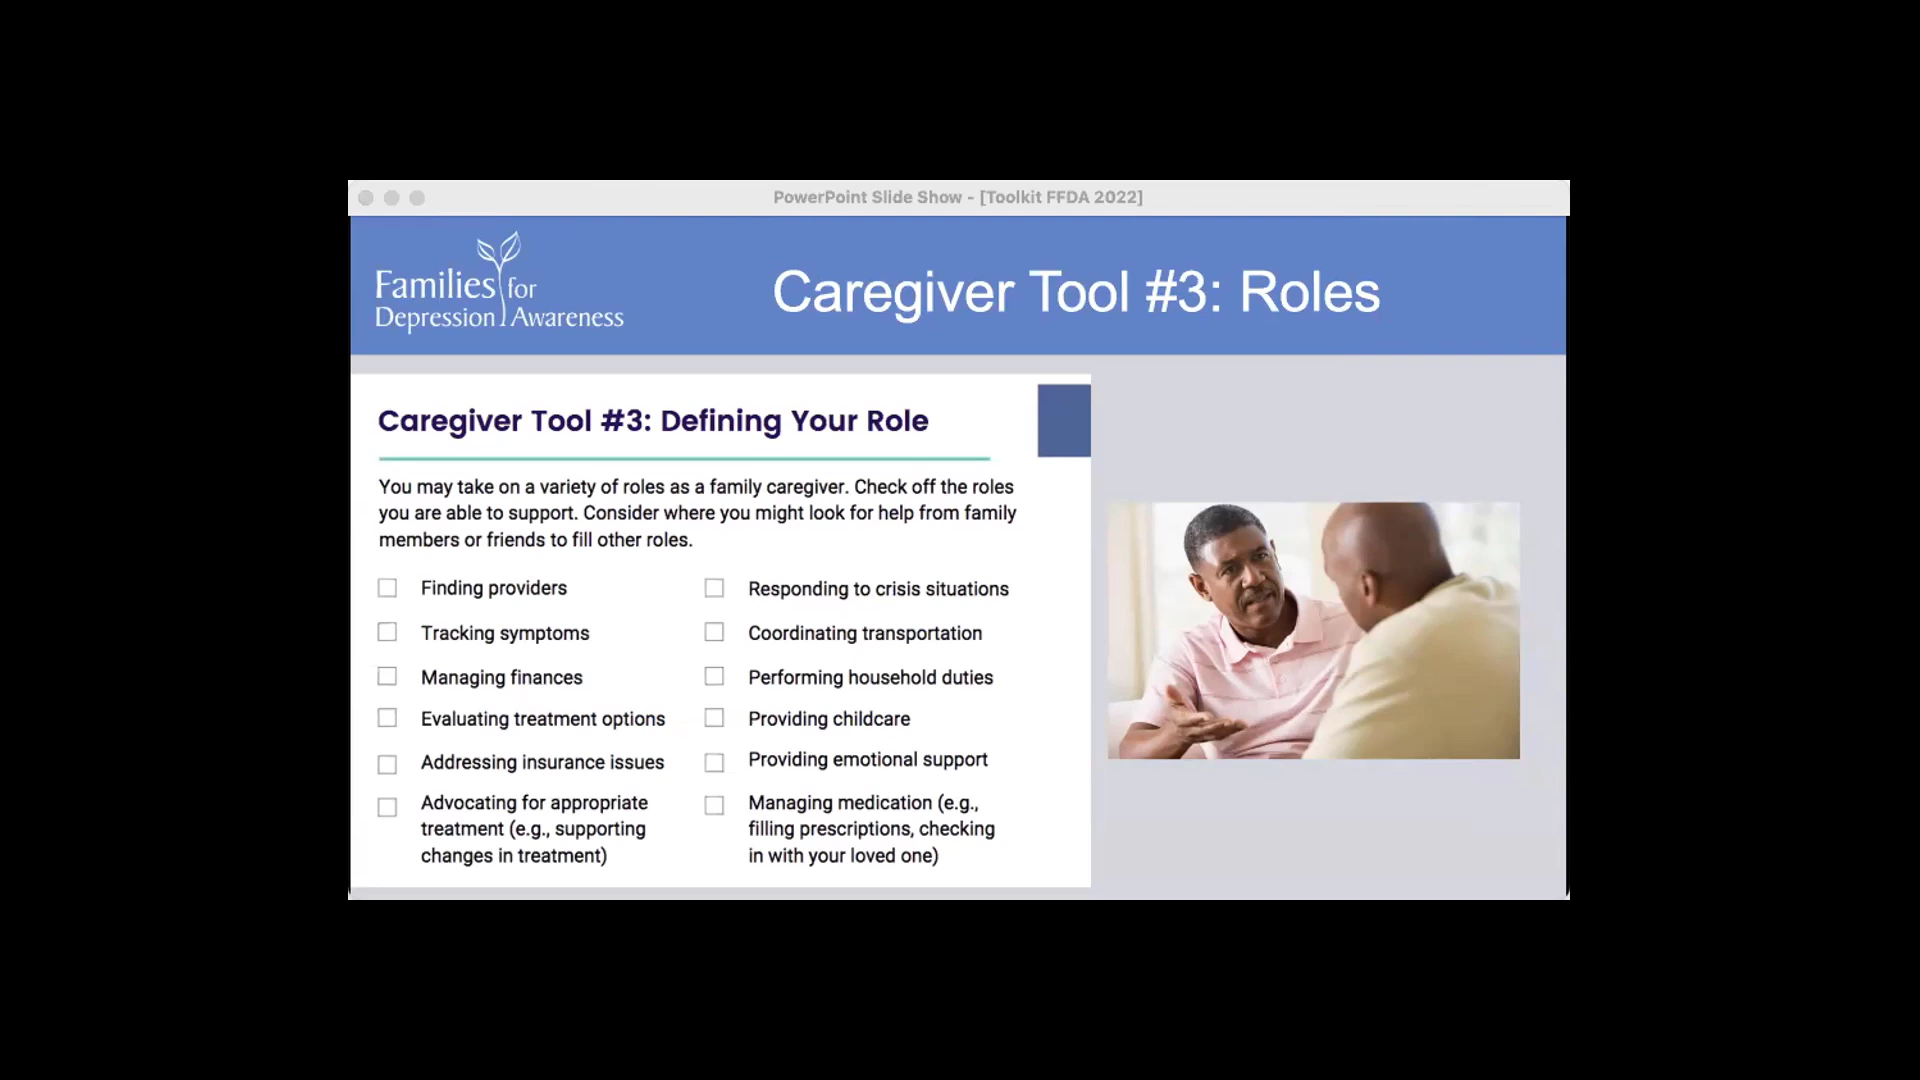 PowerPoint Slide Show - [Toolkit FFDA 2022]
Families for
Depression Awareness
Caregiver Tool #3: Roles
Caregiver Tool #3: Defining Your Role
You may take on a variety of roles as a family caregiver. Check off the roles
you are able to support. Consider where you might look for help from family
members or friends to fill other roles.
Finding providers
Tracking symptoms
Managing finances
Evaluating treatment options
Addressing insurance issues
Advocating for appropriate
treatment (e.g., supporting
changes in treatment)
Responding to crisis situations
Coordinating transportation
Performing household duties
Providing childcare
Providing emotional support
Managing medication (e.g.,
filling prescriptions, checking
in with your loved one)